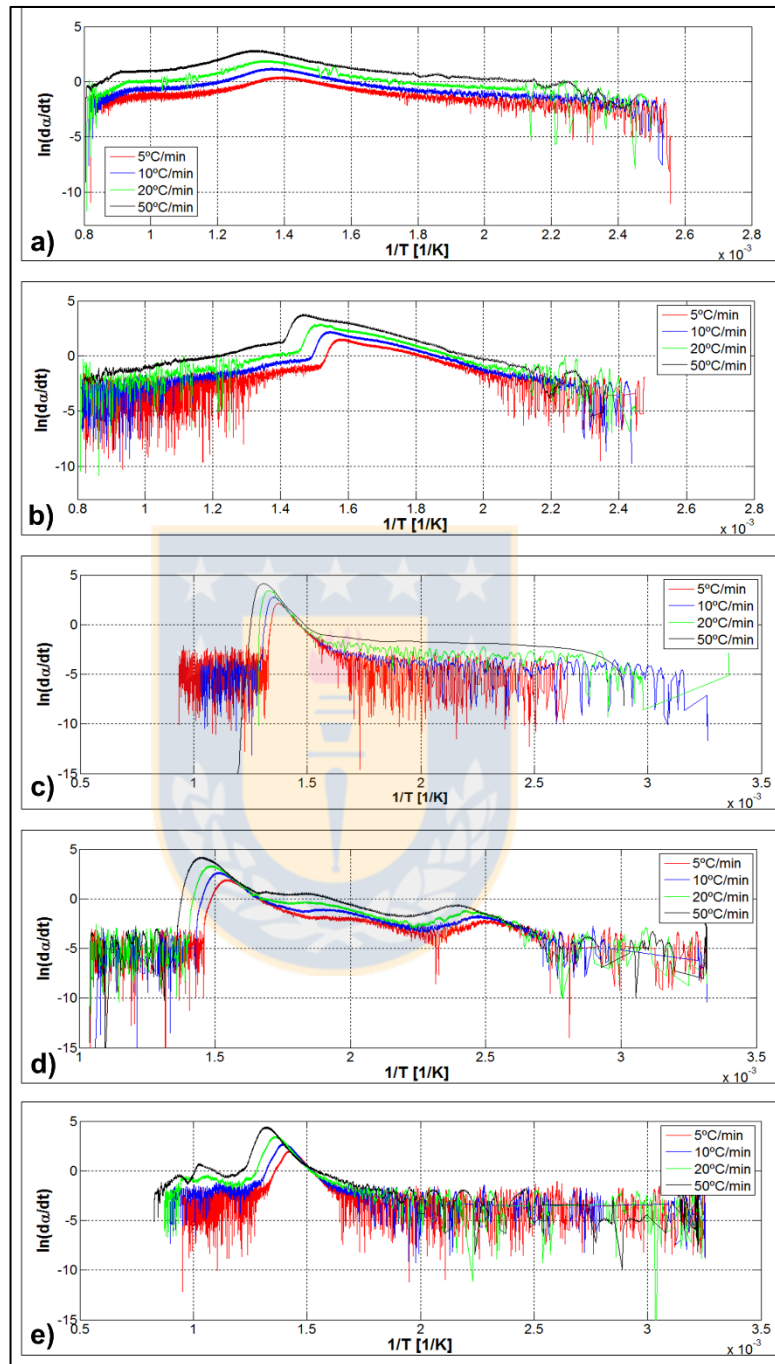 5
0
-5
-10
ln(dα/dt)
5ºC/min
10ºC/min
20ºC/min
50ºC/min
a)
0.8 1 1.2 1.4 1.6 1.8 2 2.2 2.4 2.6 2.8
1/T [1/K]
x 10⁻³
5
0
-5
-10
ln(dα/dt)
5ºC/min
10ºC/min
20ºC/min
50ºC/min
b)
0.8 1 1.2 1.4 1.6 1.8 2 2.2 2.4 2.6 2.8
1/T [1/K]
x 10⁻³
5
0
-5
-10
-15
ln(dα/dt)
5ºC/min
10ºC/min
20ºC/min
50ºC/min
c)
0.5 1 1.5 2 2.5 3 3.5
1/T [1/K]
x 10⁻³
5
0
-5
-10
-15
ln(dα/dt)
5ºC/min
10ºC/min
20ºC/min
50ºC/min
d)
1 1.5 2 2.5 3 3.5
1/T [1/K]
x 10⁻³
5
0
-5
-10
-15
ln(dα/dt)
5ºC/min
10ºC/min
20ºC/min
50ºC/min
e)
0.5 1 1.5 2 2.5 3 3.5
1/T [1/K]
x 10⁻³